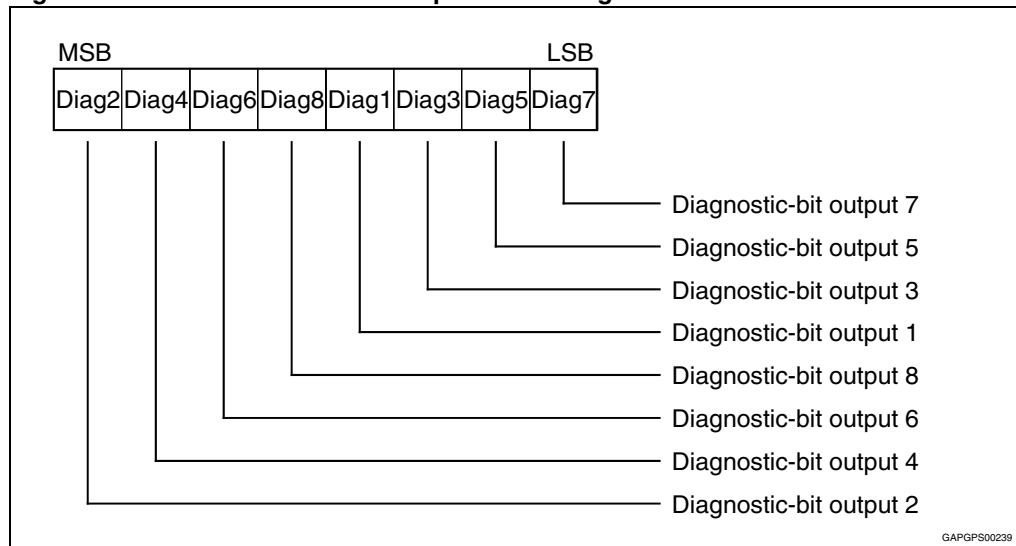 MSB LSB
Diag2 Diag4 Diag6 Diag8 Diag1 Diag3 Diag5 Diag7
Diagnostic-bit output 7
Diagnostic-bit output 5
Diagnostic-bit output 3
Diagnostic-bit output 1
Diagnostic-bit output 8
Diagnostic-bit output 6
Diagnostic-bit output 4
Diagnostic-bit output 2
GAPGPS00239